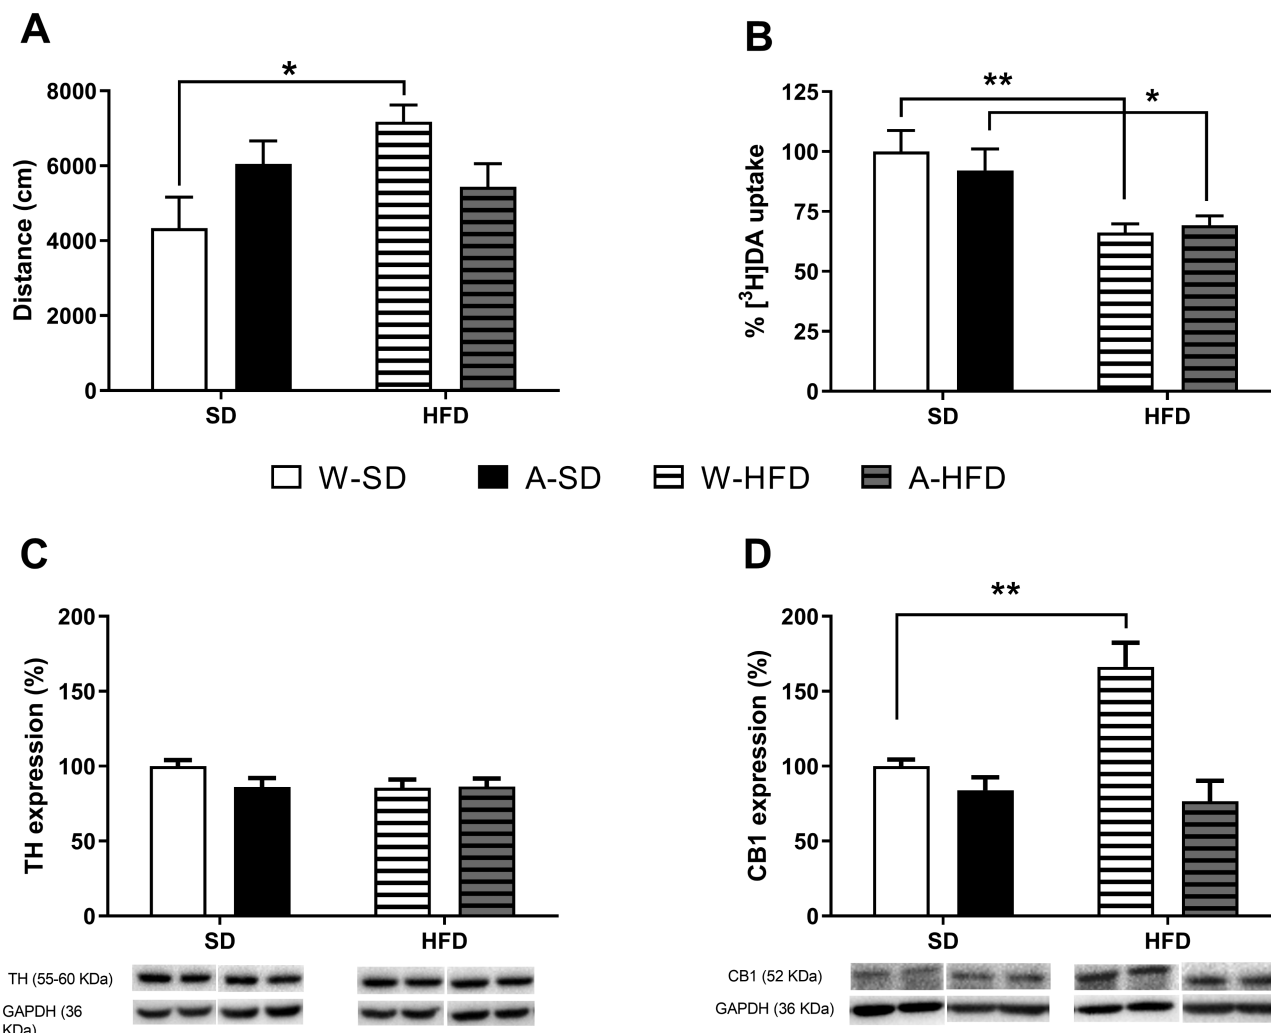 A
*
8000
6000
4000
2000
0
Distance (cm)
SD
HFD
B
**
*
125
100
75
50
25
0
% [³H]DA uptake
SD
HFD
W-SD
A-SD
W-HFD
A-HFD
C
200
150
100
50
0
TH expression (%)
SD
HFD
TH (55-60 KDa)
GAPDH (36
KDa)
D
**
200
150
100
50
0
CB1 expression (%)
SD
HFD
CB1 (52 KDa)
GAPDH (36 KDa)